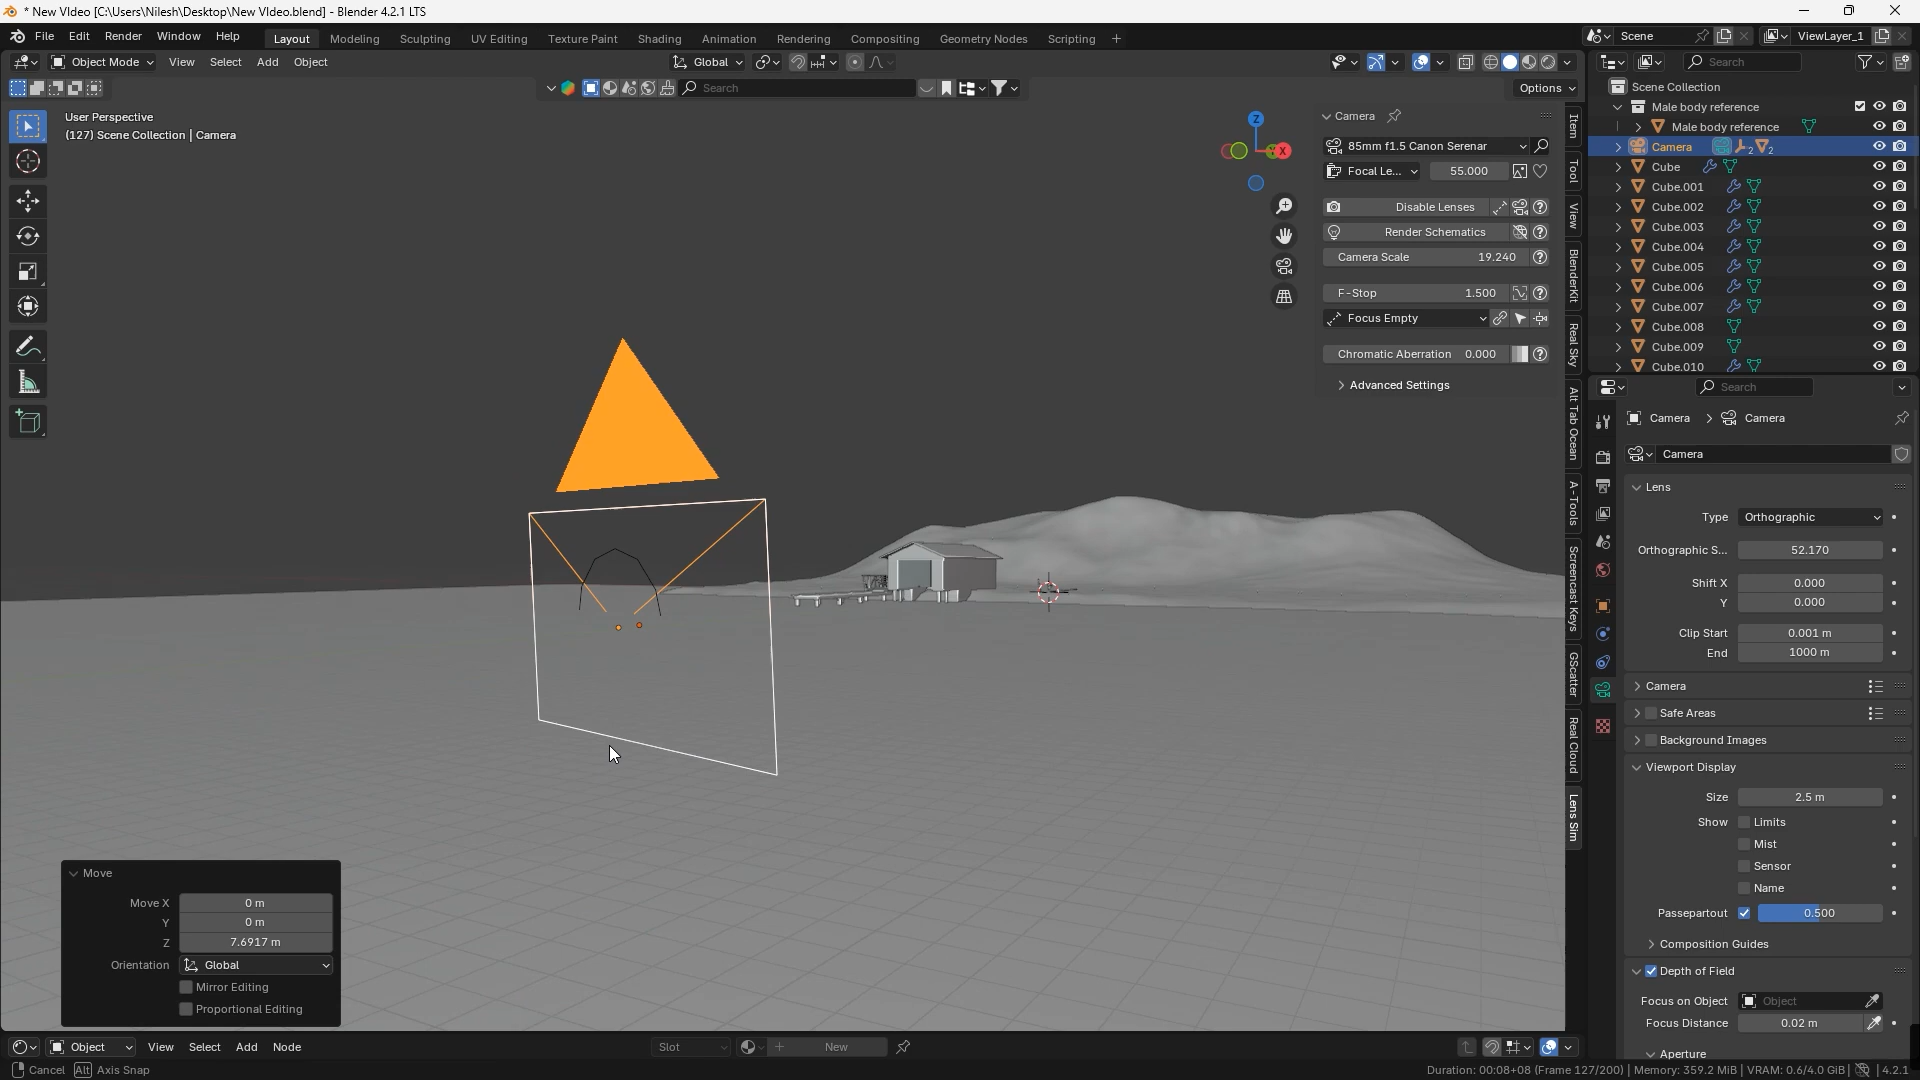 * New VIdeo [C:\Users\Nilesh\Desktop\New VIdeo.blend] - Blender 4.2.1 LTS
File Edit Render Window Help Layout Modeling Sculpting UV Editing Texture Paint Shading Animation Rendering Compositing Geometry Nodes Scripting + Scene ViewLayer_1
Object Mode View Select Add Object Global Search
Search Options
User Perspective
(127) Scene Collection | Camera
Z
X
Camera
85mm f1.5 Canon Serenar
Focal Le... 55.000
Disable Lenses
Render Schematics
Camera Scale 19.240
F-Stop 1.500
Focus Empty
Chromatic Aberration 0.000
Advanced Settings
Item
Tool
View
BlenderKit
Real Sky
Alt Tab Ocean
A-Tools
Screencast Keys
GScatter
Real Cloud
Lens Sim
Scene Collection
Male body reference
Male body reference
Camera 2 2
Cube
Cube.001
Cube.002
Cube.003
Cube.004
Cube.005
Cube.006
Cube.007
Cube.008
Cube.009
Cube.010
Search
Camera > Camera
Camera
Lens
Type Orthographic
Orthographic S... 52.170
Shift X 0.000
Y 0.000
Clip Start 0.001 m
End 1000 m
Camera
Safe Areas
Background Images
Viewport Display
Size 2.5 m
Show Limits
Mist
Sensor
Name
Passepartout 0.500
Composition Guides
Depth of Field
Focus on Object Object
Focus Distance 0.02 m
Aperture
Move
Move X 0 m
Y 0 m
Z 7.6917 m
Orientation Global
Mirror Editing
Proportional Editing
Object View Select Add Node Slot New
Cancel Alt Axis Snap Duration: 00:08+08 (Frame 127/200) | Memory: 359.2 MiB | VRAM: 0.6/4.0 GiB | 4.2.1